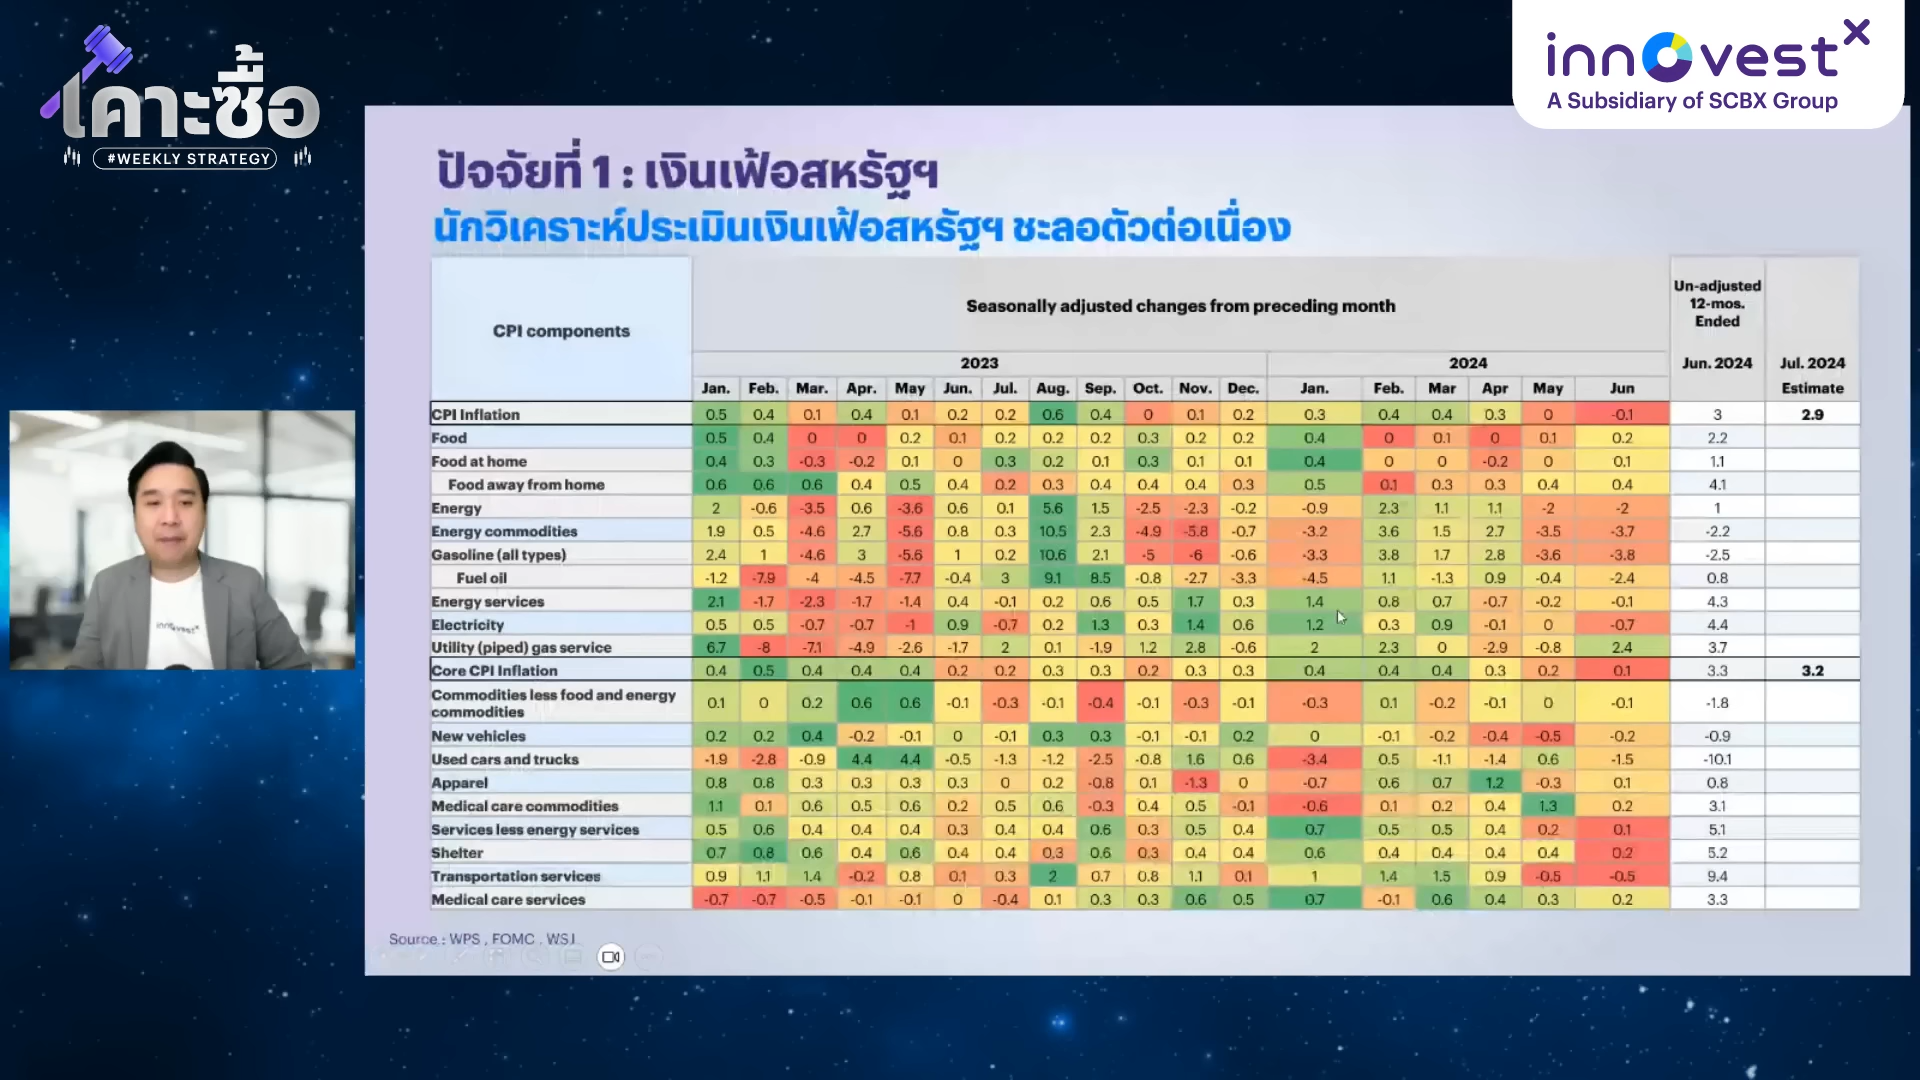 เคาะซื้อ
#WEEKLY STRATEGY
innovestx
A Subsidiary of SCBX Group
ปัจจัยที่ 1 : เงินเฟ้อสหรัฐฯ
นักวิเคราะห์ประเมินเงินเฟ้อสหรัฐฯ ชะลอตัวต่อเนื่อง
CPI components
Seasonally adjusted changes from preceding month
Un-adjusted 12-mos. Ended
2023 2024 Jun. 2024 Jul. 2024
Jan. Feb. Mar. Apr. May Jun. Jul. Aug. Sep. Oct. Nov. Dec. Jan. Feb. Mar Apr May Jun Estimate
CPI Inflation 0.5 0.4 0.1 0.4 0.1 0.2 0.2 0.6 0.4 0 0.1 0.2 0.3 0.4 0.4 0.3 0 -0.1 3 2.9
Food 0.5 0.4 0 0 0.2 0.1 0.2 0.2 0.2 0.3 0.2 0.2 0.4 0 0.1 0 0.1 0.2 2.2
Food at home 0.4 0.3 -0.3 -0.2 0.1 0 0.3 0.2 0.1 0.3 0.1 0.1 0.4 0 0 -0.2 0 0.1 1.1
Food away from home 0.6 0.6 0.6 0.4 0.5 0.4 0.2 0.3 0.4 0.4 0.4 0.3 0.5 0.1 0.3 0.3 0.4 0.4 4.1
Energy 2 -0.6 -3.5 0.6 -3.6 0.6 0.1 5.6 1.5 -2.5 -2.3 -0.2 -0.9 2.3 1.1 1.1 -2 -2 1
Energy commodities 1.9 0.5 -4.6 2.7 -5.6 0.8 0.3 10.5 2.3 -4.9 -5.8 -0.7 -3.2 3.6 1.5 2.7 -3.5 -3.7 -2.2
Gasoline (all types) 2.4 1 -4.6 3 -5.6 1 0.2 10.6 2.1 -5 -6 -0.6 -3.3 3.8 1.7 2.8 -3.6 -3.8 -2.5
Fuel oil -1.2 -7.9 -4 -4.5 -7.7 -0.4 3 9.1 8.5 -0.8 -2.7 -3.3 -4.5 1.1 -1.3 0.9 -0.4 -2.4 0.8
Energy services 2.1 -1.7 -2.3 -1.7 -1.4 0.4 -0.1 0.2 0.6 0.5 1.7 0.3 1.4 0.8 0.7 -0.7 -0.2 -0.1 4.3
Electricity 0.5 0.5 -0.7 -0.7 -1 0.9 -0.7 0.2 1.3 0.3 1.4 0.6 1.2 0.3 0.9 -0.1 0 -0.7 4.4
Utility (piped) gas service 6.7 -8 -7.1 -4.9 -2.6 -1.7 2 0.1 -1.9 1.2 2.8 -0.6 2 2.3 0 -2.9 -0.8 2.4 3.7
Core CPI Inflation 0.4 0.5 0.4 0.4 0.4 0.2 0.2 0.3 0.3 0.2 0.3 0.3 0.4 0.4 0.4 0.3 0.2 0.1 3.3 3.2
Commodities less food and energy commodities 0.1 0 0.2 0.6 0.6 -0.1 -0.3 -0.1 -0.4 -0.1 -0.3 -0.1 -0.3 0.1 -0.2 -0.1 0 -0.1 -1.8
New vehicles 0.2 0.2 0.4 -0.2 -0.1 0 -0.1 0.3 0.3 -0.1 -0.1 0.2 0 -0.1 -0.2 -0.4 -0.5 -0.2 -0.9
Used cars and trucks -1.9 -2.8 -0.9 4.4 4.4 -0.5 -1.3 -1.2 -2.5 -0.8 1.6 0.6 -3.4 0.5 -1.1 -1.4 0.6 -1.5 -10.1
Apparel 0.8 0.8 0.3 0.3 0.3 0.3 0 0.2 -0.8 0.1 -1.3 0 -0.7 0.6 0.7 1.2 -0.3 0.1 0.8
Medical care commodities 1.1 0.1 0.6 0.5 0.6 0.2 0.5 0.6 -0.3 0.4 0.5 -0.1 -0.6 0.1 0.2 0.4 1.3 0.2 3.1
Services less energy services 0.5 0.6 0.4 0.4 0.4 0.3 0.4 0.4 0.6 0.3 0.5 0.4 0.7 0.5 0.5 0.4 0.2 0.1 5.1
Shelter 0.7 0.8 0.6 0.4 0.6 0.4 0.4 0.3 0.6 0.3 0.4 0.4 0.6 0.4 0.4 0.4 0.4 0.2 5.2
Transportation services 0.9 1.1 1.4 -0.2 0.8 0.1 0.3 2 0.7 0.8 1.1 0.1 1 1.4 1.5 0.9 -0.5 -0.5 9.4
Medical care services -0.7 -0.7 -0.5 -0.1 -0.1 0 -0.4 0.1 0.3 0.3 0.6 0.5 0.7 -0.1 0.6 0.4 0.3 0.2 3.3
Source : WPS , FOMC , WSJ
innovestx